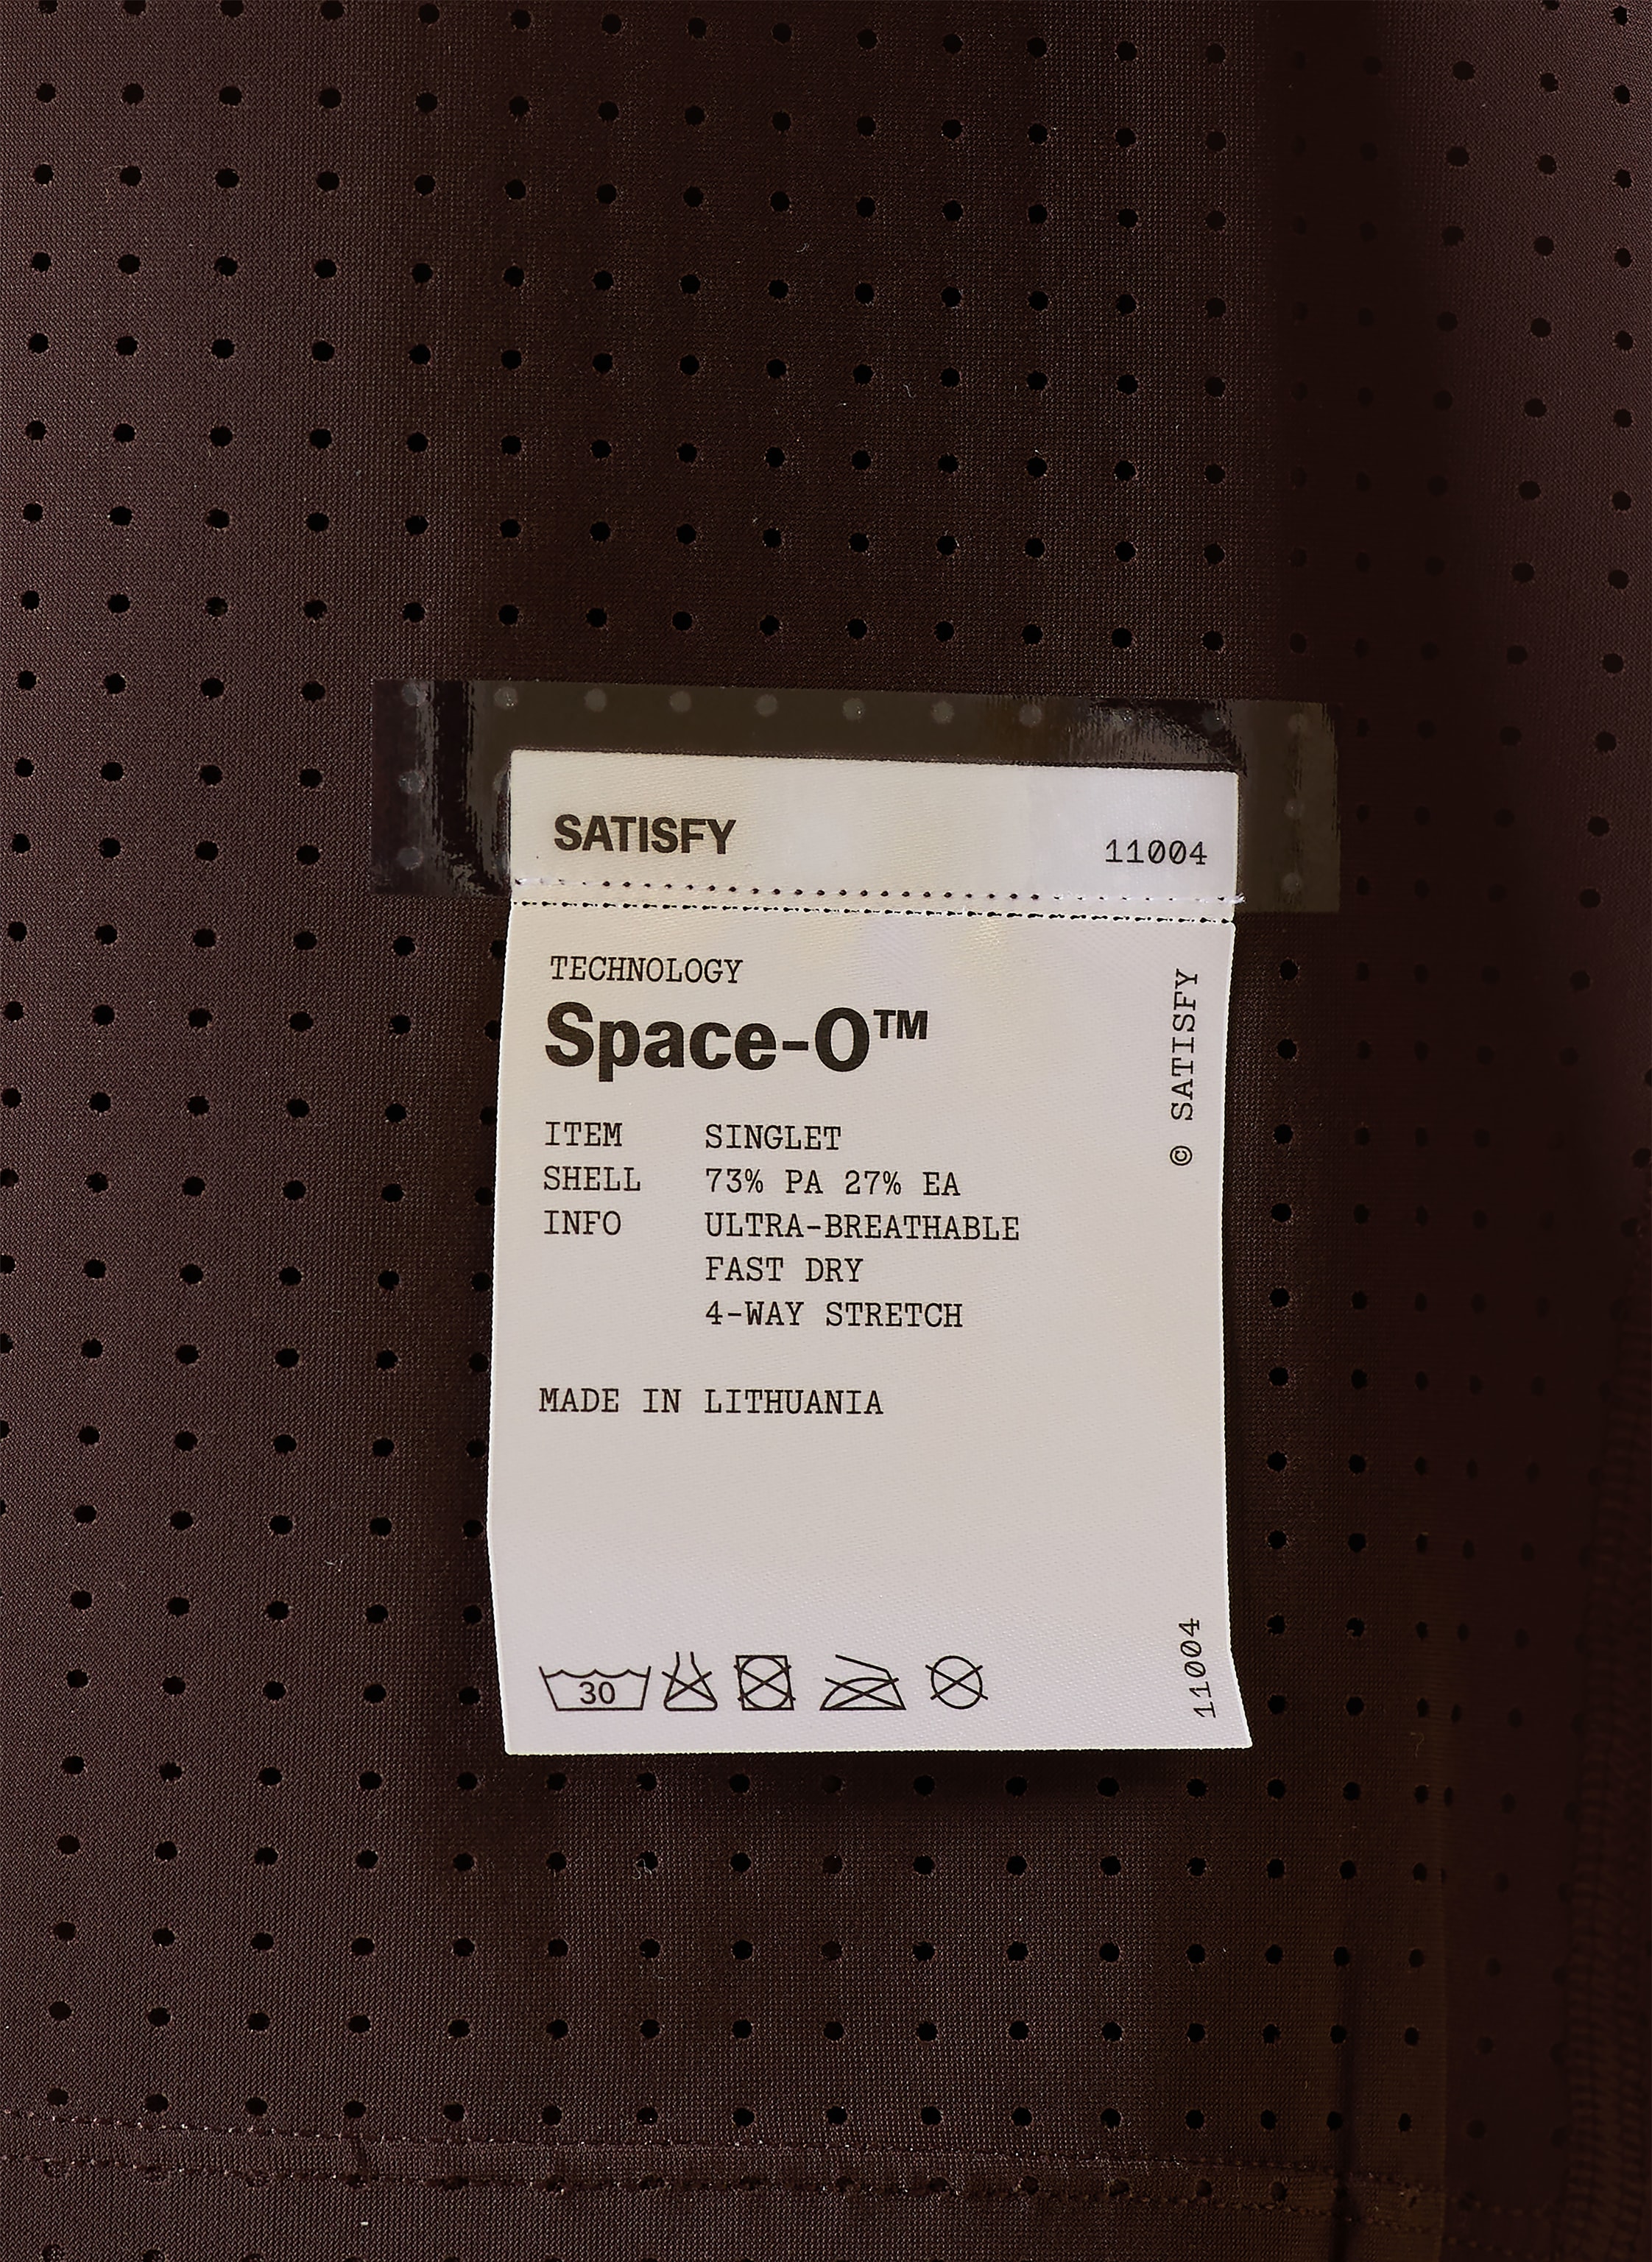 SATISFY
11004
TECHNOLOGY
Space-O™
ITEM SINGLET
SHELL 73% PA 27% EA
INFO ULTRA-BREATHABLE
FAST DRY
4-WAY STRETCH
MADE IN LITHUANIA
30
© SATISFY
11004